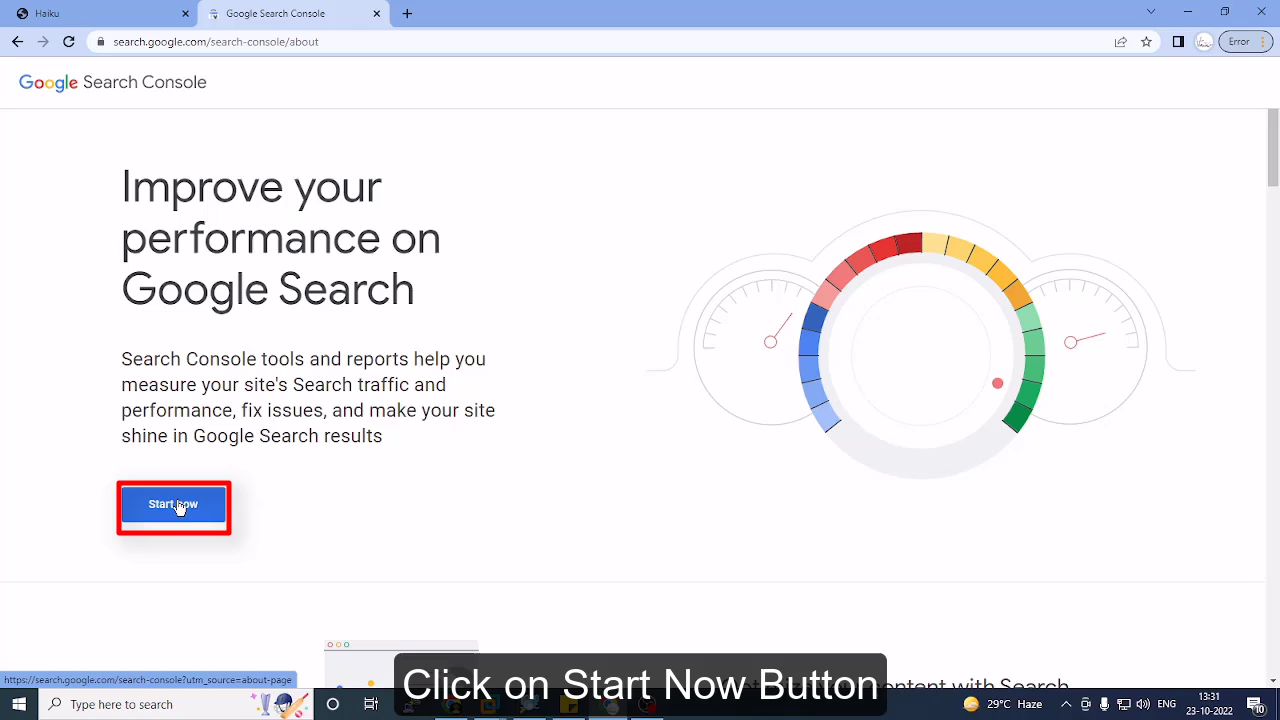 Haiku
Google Search Console
search.google.com/search-console/about
Error
Google Search Console
Improve your
performance on
Google Search
Search Console tools and reports help you
measure your site's Search traffic and
performance, fix issues, and make your site
shine in Google Search results
Start now
https://search.google.com/search-console?utm_source=about-page
content with Search
Click on Start Now Button
Type here to search
29°C Haze
13:31
23-10-2022